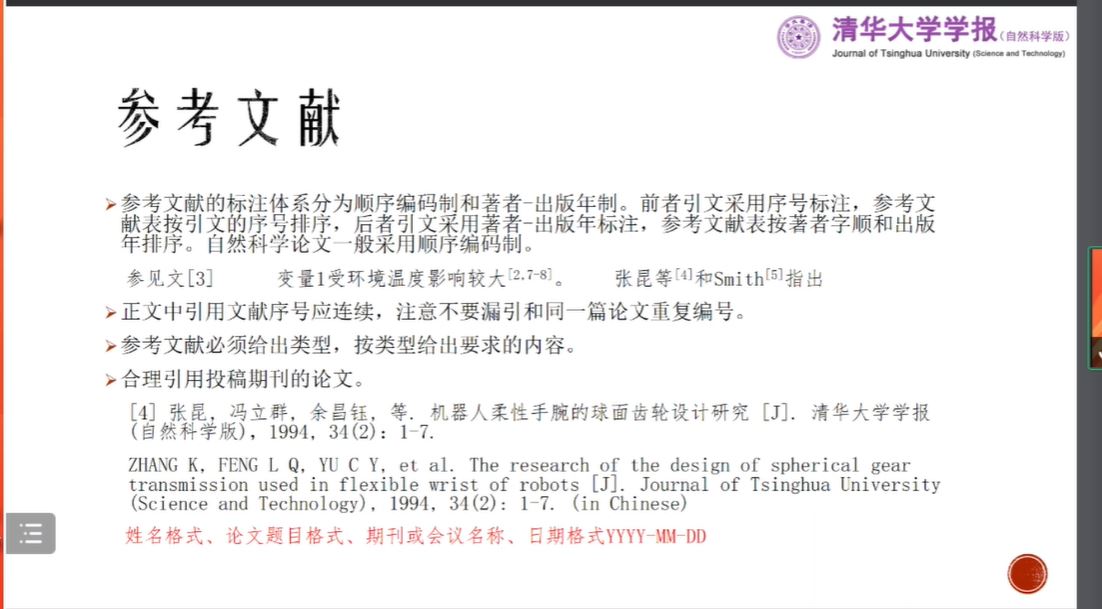 清华大学学报(自然科学版)
Journal of Tsinghua University (Science and Technology)
参考文献
参考文献的标注体系分为顺序编码制和著者-出版年制。前者引文采用序号标注，参考文
献表按引文的序号排序，后者引文采用著者-出版年标注，参考文献表按著者字顺和出版
年排序。自然科学论文一般采用顺序编码制。
参见文[3] 变量1受环境温度影响较大[2,7-8]。 张昆等[4]和Smith[5]指出
正文中引用文献序号应连续，注意不要漏引和同一篇论文重复编号。
参考文献必须给出类型，按类型给出要求的内容。
合理引用投稿期刊的论文。
[4] 张昆, 冯立群, 余昌钰, 等. 机器人柔性手腕的球面齿轮设计研究 [J]. 清华大学学报
(自然科学版), 1994, 34(2): 1-7.
ZHANG K, FENG L Q, YU C Y, et al. The research of the design of spherical gear
transmission used in flexible wrist of robots [J]. Journal of Tsinghua University
(Science and Technology), 1994, 34(2): 1-7. (in Chinese)
姓名格式、论文题目格式、期刊或会议名称、日期格式YYYY-MM-DD